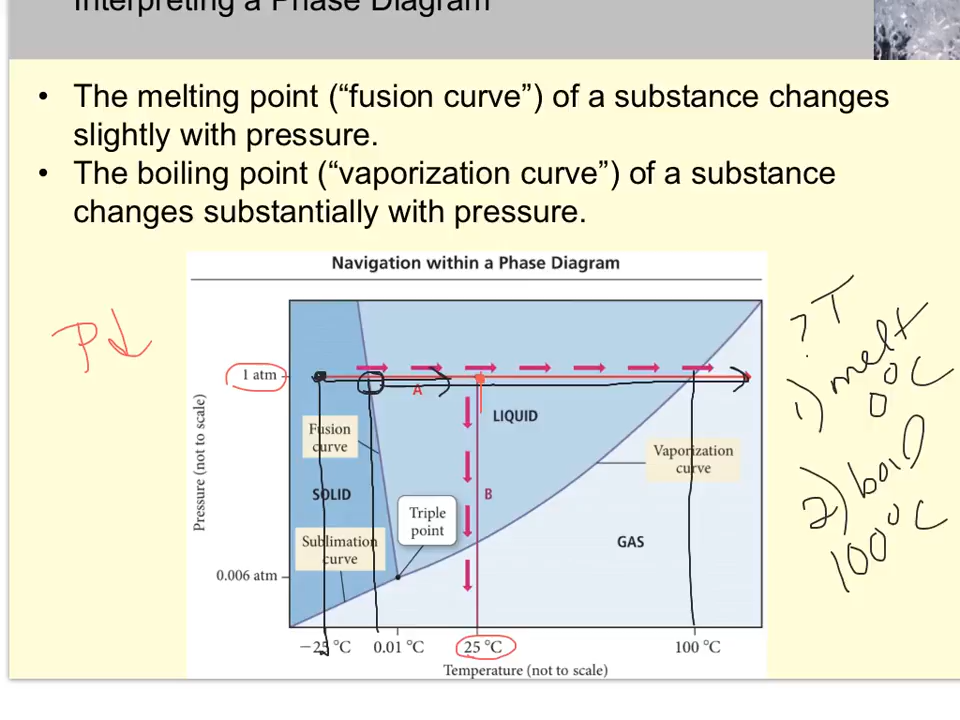 Interpreting a Phase Diagram
• The melting point (“fusion curve”) of a substance changes
slightly with pressure.
• The boiling point (“vaporization curve”) of a substance
changes substantially with pressure.
Navigation within a Phase Diagram
P↓
? T
1) melt
0°C
2) boil
100°C
1 atm
A
LIQUID
Fusion
curve
Vaporization
curve
SOLID
B
Triple
point
Sublimation
curve
GAS
Pressure (not to scale)
0.006 atm
−25 °C
0.01 °C
25 °C
100 °C
Temperature (not to scale)